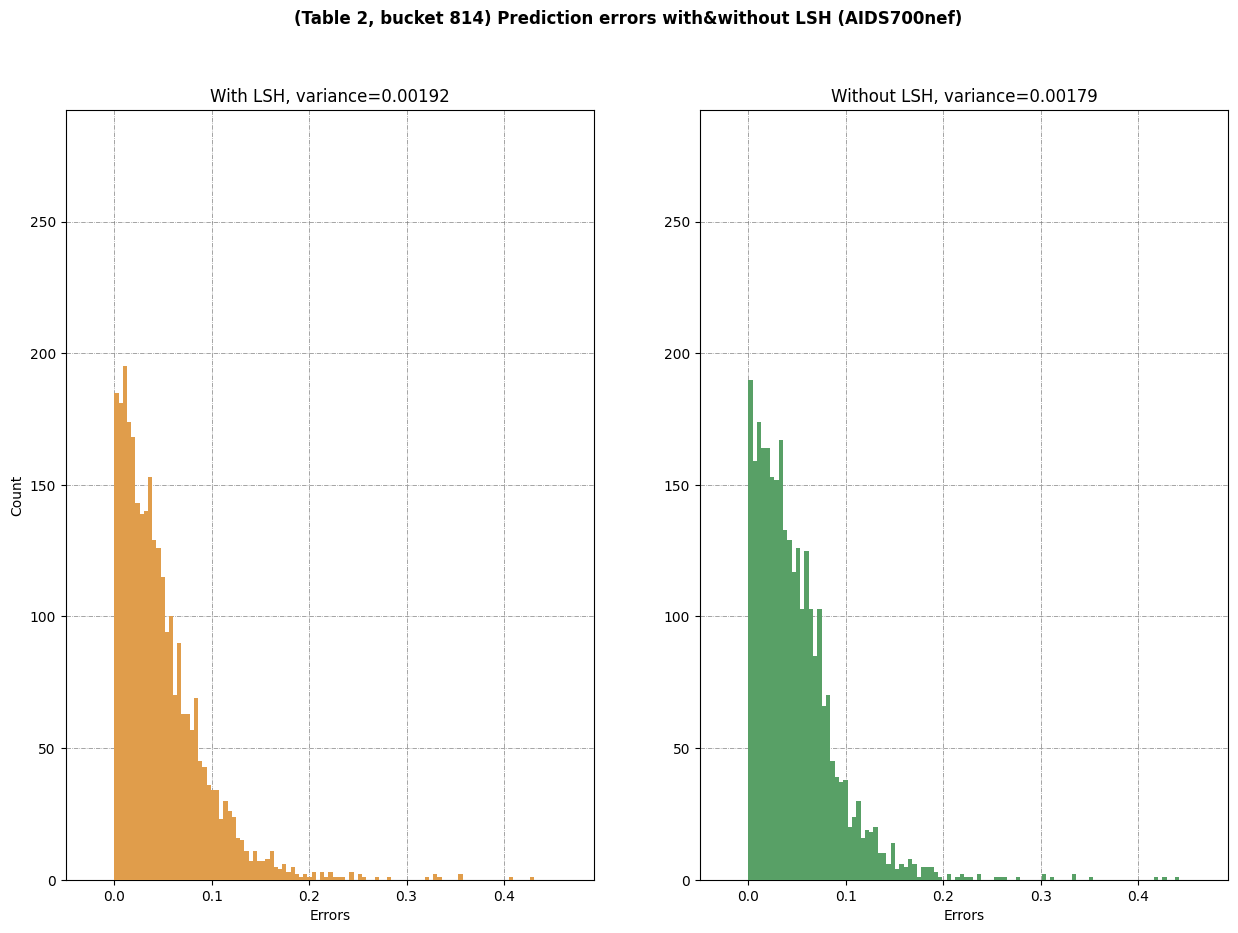 (Table 2, bucket 814) Prediction errors with&without LSH (AIDS700nef)
With LSH, variance=0.00192
250
200
150
100
50
0
Count
0.0 0.1 0.2 0.3 0.4
Errors
Without LSH, variance=0.00179
250
200
150
100
50
0
0.0 0.1 0.2 0.3 0.4
Errors